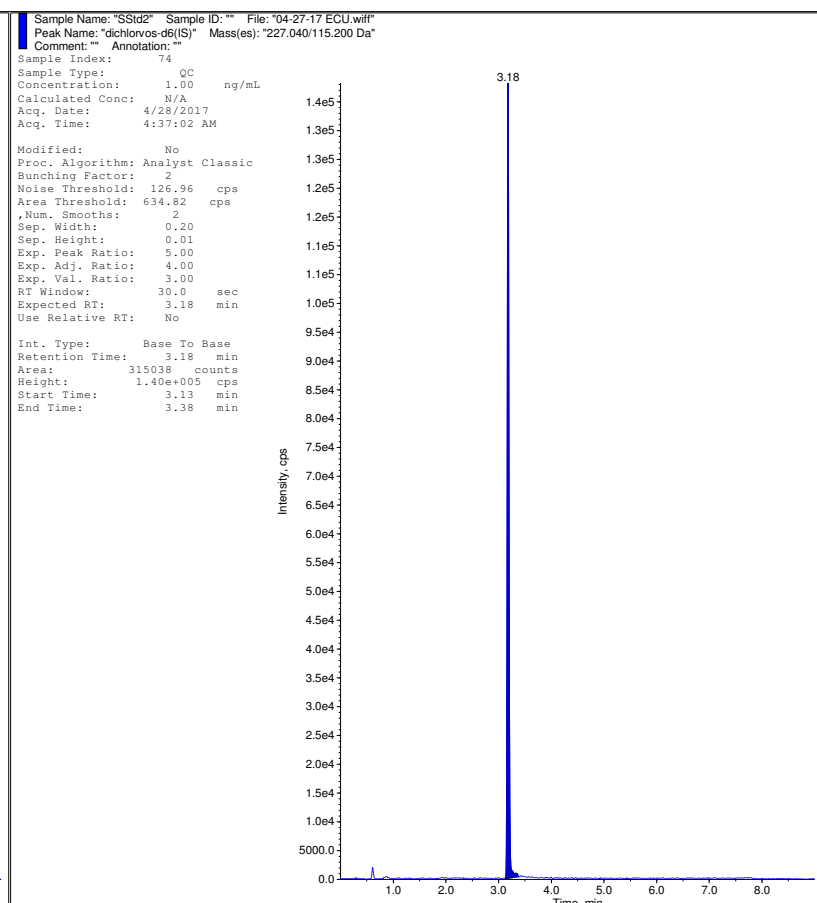 Sample Name: "SStd2"    Sample ID: ""    File: "04-27-17 ECU.wiff"
Peak Name: "dichlorvos-d6(IS)"    Mass(es): "227.040/115.200 Da"
Comment: ""    Annotation: ""
Sample Index:    74
Sample Type:    QC
Concentration:    1.00    ng/mL
Calculated Conc:    N/A
Acq. Date:    4/28/2017
Acq. Time:    4:37:02 AM
Modified:    No
Proc. Algorithm: Analyst Classic
Bunching Factor:    2
Noise Threshold:    126.96    cps
Area Threshold:    634.82    cps
,Num. Smooths:    2
Sep. Width:    0.20
Sep. Height:    0.01
Exp. Peak Ratio:    5.00
Exp. Adj. Ratio:    4.00
Exp. Val. Ratio:    3.00
RT Window:    30.0    sec
Expected RT:    3.18    min
Use Relative RT:    No
Int. Type:    Base To Base
Retention Time:    3.18    min
Area:    315038    counts
Height:    1.40e+005    cps
Start Time:    3.13    min
End Time:    3.38    min
3.18
1.4e5
1.3e5
1.3e5
1.2e5
1.2e5
1.1e5
1.1e5
1.0e5
9.5e4
9.0e4
8.5e4
8.0e4
7.5e4
7.0e4
6.5e4
6.0e4
5.5e4
5.0e4
4.5e4
4.0e4
3.5e4
3.0e4
2.5e4
2.0e4
1.5e4
1.0e4
5000.0
0.0
Intensity, cps
1.0    2.0    3.0    4.0    5.0    6.0    7.0    8.0
Time, min